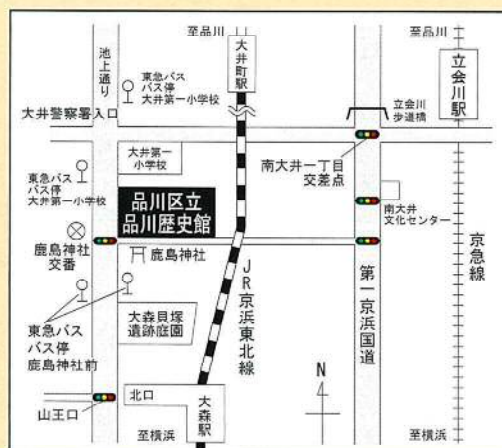 至品川
至品川
池上通り
大井町駅
立会川駅
東急バス
バス停
大井第一小学校
大井警察署入口
立会川
歩道橋
大井第一
小学校
南大井一丁目
交差点
東急バス
バス停
大井第一小学校
品川区立
品川歴史館
南大井
文化センター
鹿島神社
交番
鹿島神社
JR京浜東北線
第一京浜国道
京急線
大森貝塚
遺跡庭園
東急バス
バス停
鹿島神社前
N
北口
大森駅
山王口
至横浜
至横浜